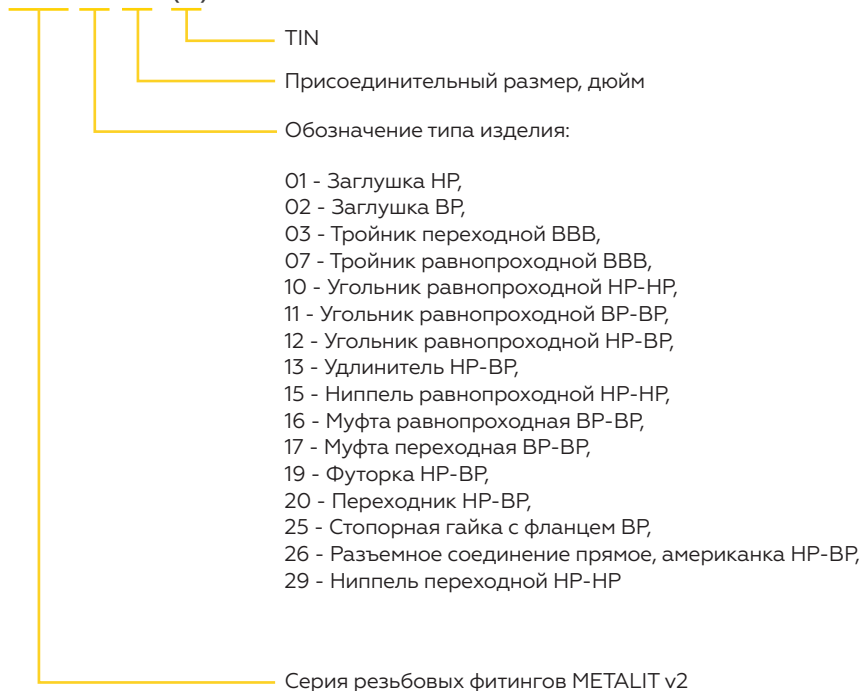 TIN
Присоединительный размер, дюйм
Обозначение типа изделия:
01 - Заглушка НР,
02 - Заглушка ВР,
03 - Тройник переходной ВВВ,
07 - Тройник равнопроходной ВВВ,
10 - Угольник равнопроходной НР-НР,
11 - Угольник равнопроходной ВР-ВР,
12 - Угольник равнопроходной НР-ВР,
13 - Удлинитель НР-ВР,
15 - Ниппель равнопроходной НР-НР,
16 - Муфта равнопроходная ВР-ВР,
17 - Муфта переходная ВР-ВР,
19 - Футорка НР-ВР,
20 - Переходник НР-ВР,
25 - Стопорная гайка с фланцем ВР,
26 - Разъемное соединение прямое, американка НР-ВР,
29 - Ниппель переходной НР-НР
Серия резьбовых фитингов METALIT v2